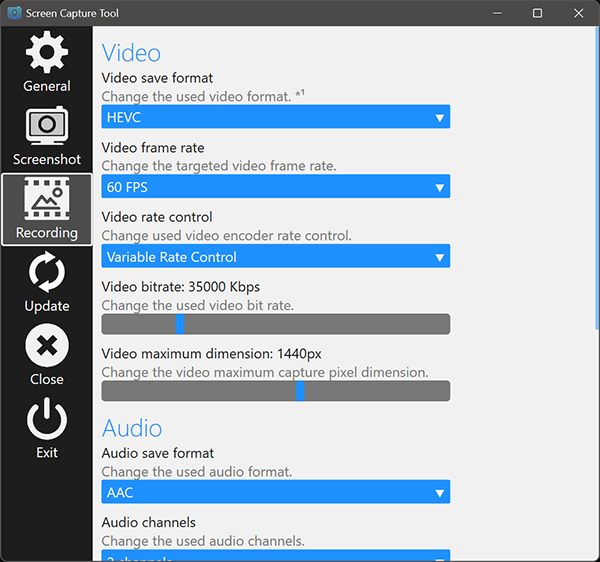 Screen Capture Tool
General
Screenshot
Recording
Update
Close
Exit
Video
Video save format
Change the used video format. *¹
HEVC
Video frame rate
Change the targeted video frame rate.
60 FPS
Video rate control
Change used video encoder rate control.
Variable Rate Control
Video bitrate: 35000 Kbps
Change the used video bit rate.
Video maximum dimension: 1440px
Change the video maximum capture pixel dimension.
Audio
Audio save format
Change the used audio format.
AAC
Audio channels
Change the used audio channels.
2 channels